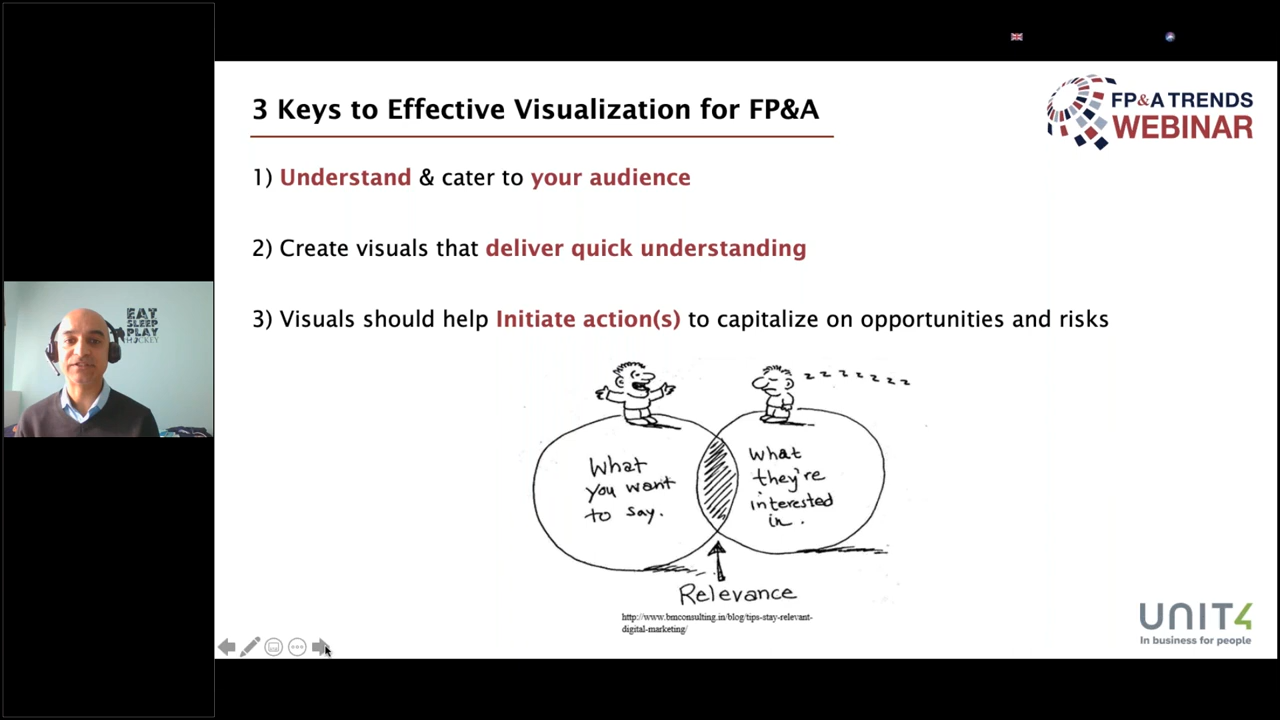 3 Keys to Effective Visualization for FP&A
FP&A TRENDS
WEBINAR
1) Understand & cater to your audience
2) Create visuals that deliver quick understanding
3) Visuals should help Initiate action(s) to capitalize on opportunities and risks
EAT
SLEEP
PLAY
HOCKEY
z z z z z z z
What
you want
to say.
What
they're
interested
in.
Relevance
http://www.bmconsulting.in/blog/tips-stay-relevant-
digital-marketing/
UNIT4
In business for people